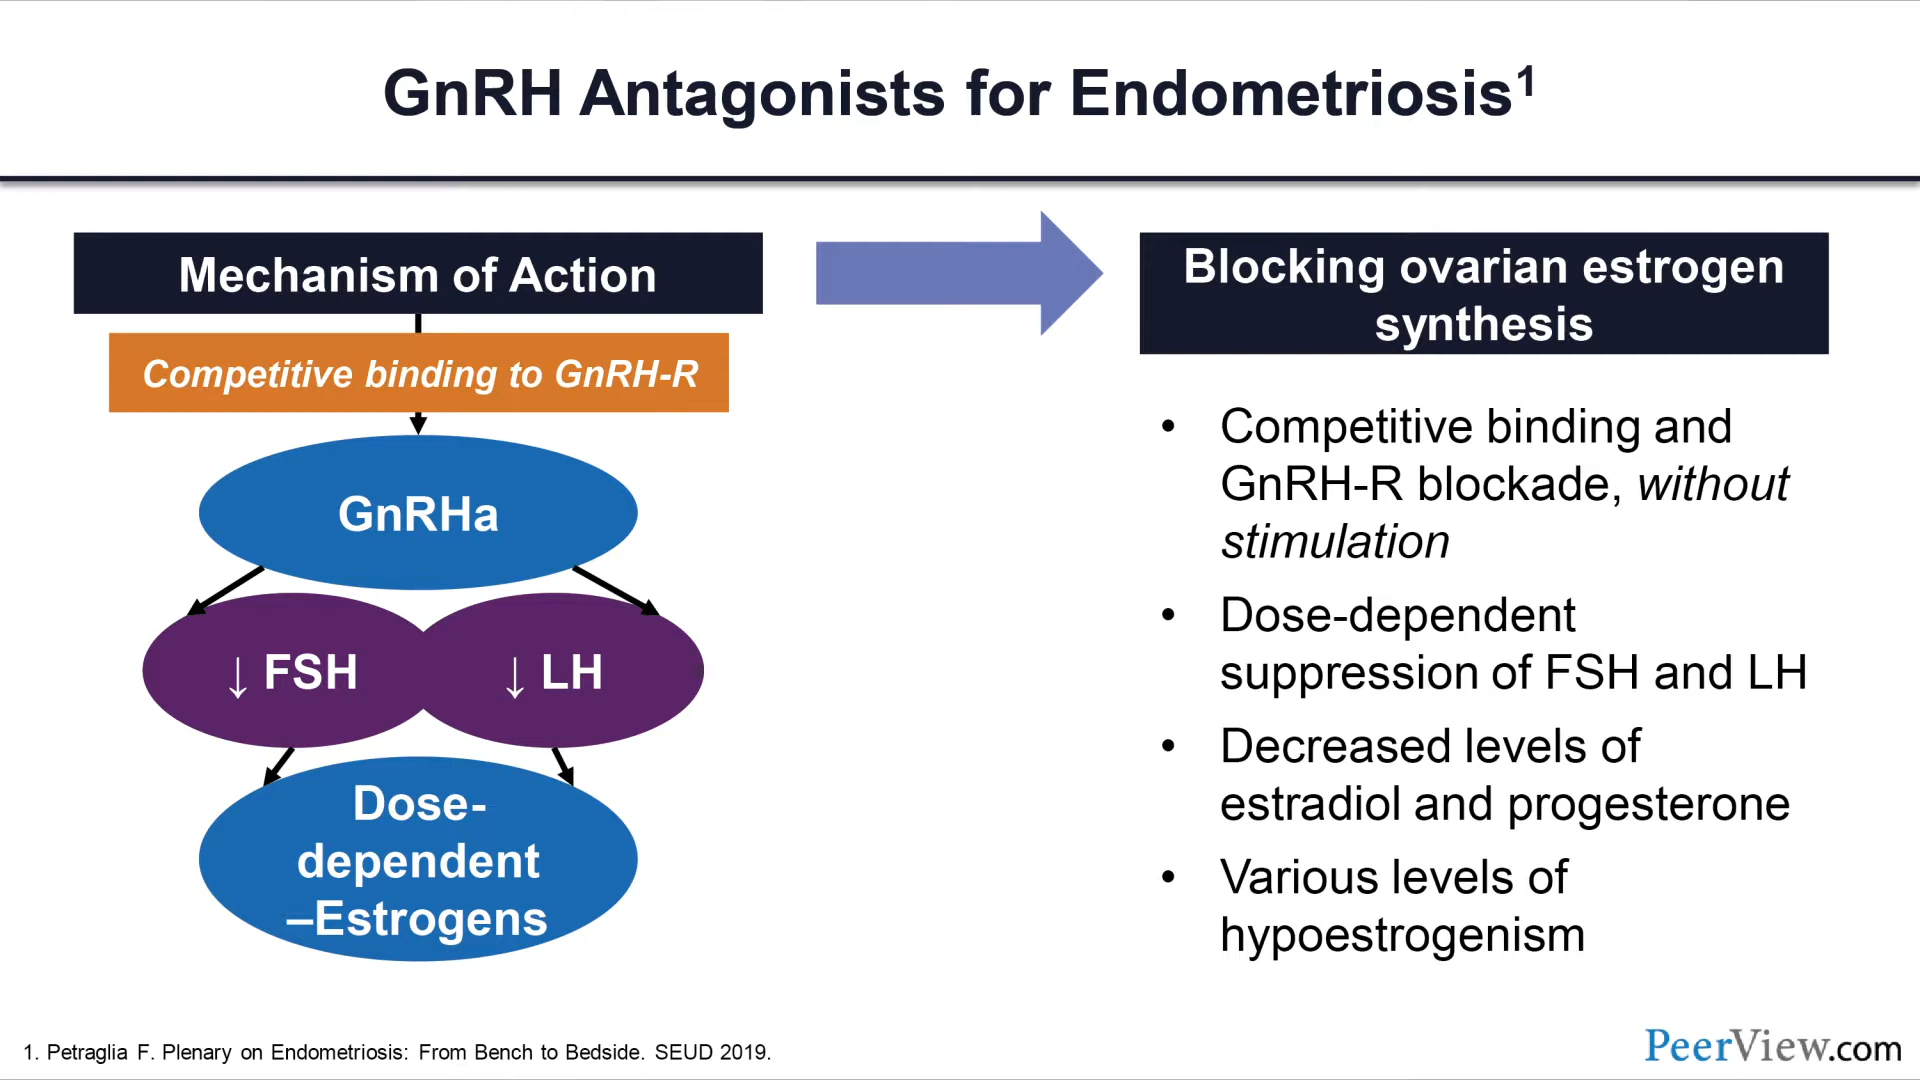 GnRH Antagonists for Endometriosis¹
Mechanism of Action
Competitive binding to GnRH-R
GnRHa
↓ FSH
↓ LH
Dose-
dependent
–Estrogens
Blocking ovarian estrogen
synthesis
• Competitive binding and
GnRH-R blockade, without
stimulation
• Dose-dependent
suppression of FSH and LH
• Decreased levels of
estradiol and progesterone
• Various levels of
hypoestrogenism
1. Petraglia F. Plenary on Endometriosis: From Bench to Bedside. SEUD 2019.
PeerView.com